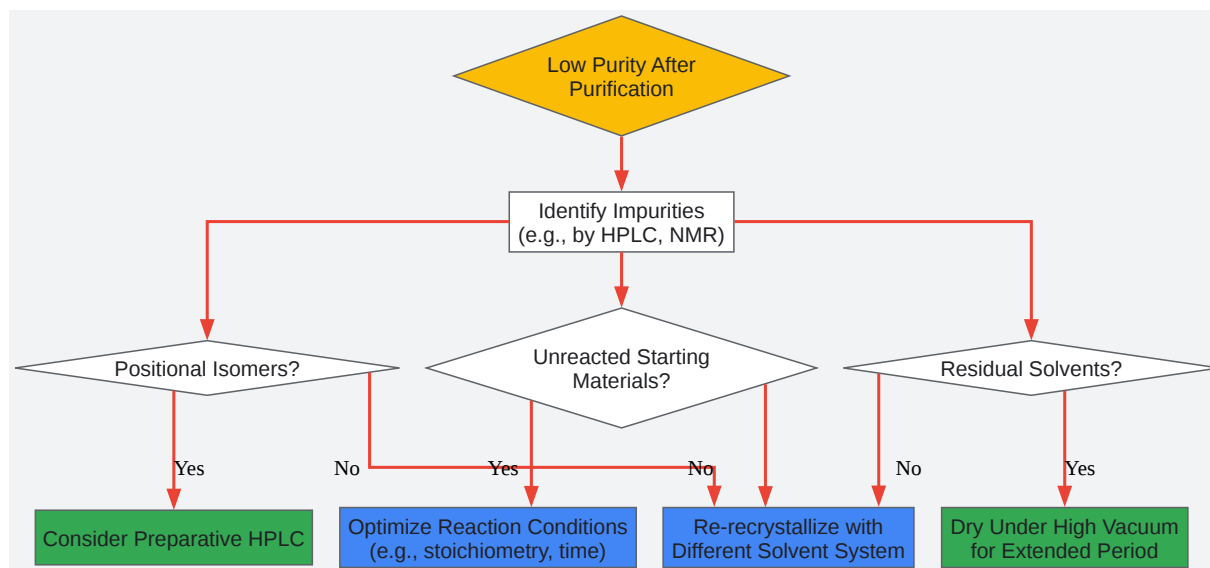 Low Purity After
Purification
Identify Impurities
(e.g., by HPLC, NMR)
Positional Isomers?
Unreacted Starting
Materials?
Residual Solvents?
Yes
No
Yes
No
No
Yes
Consider Preparative HPLC
Optimize Reaction Conditions
(e.g., stoichiometry, time)
Re-recrystallize with
Different Solvent System
Dry Under High Vacuum
for Extended Period